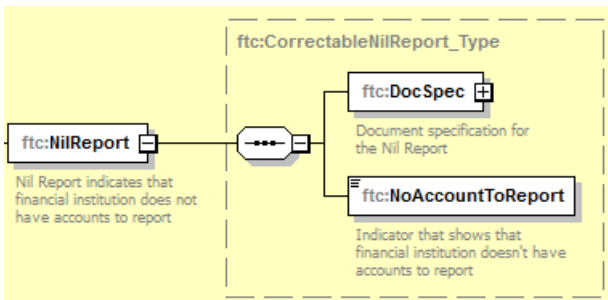 ftc:CorrectableNilReport_Type
ftc:DocSpec
Document specification for
the Nil Report
ftc:NilReport
Nil Report indicates that
financial institution does not
have accounts to report
ftc:NoAccountToReport
Indicator that shows that
financial institution doesn't have
accounts to report